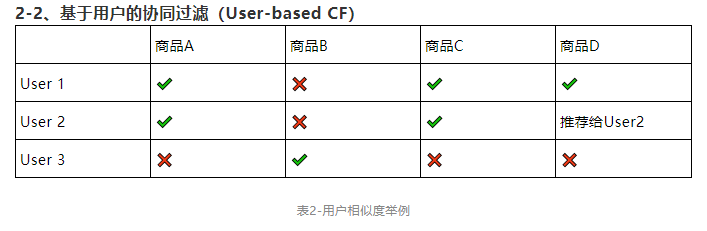 2-2、基于用户的协同过滤（User-based CF）
商品A 商品B 商品C 商品D
User 1 ✔ ✖ ✔ ✔
User 2 ✔ ✖ ✔ 推荐给User2
User 3 ✖ ✔ ✖ ✖
表2-用户相似度举例